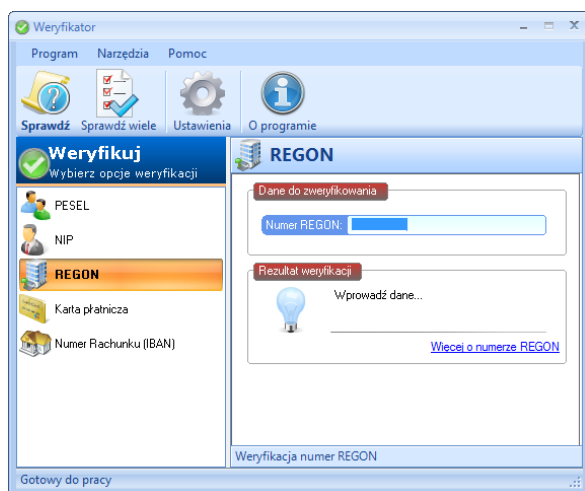 Weryfikator
Program Narzędzia Pomoc
Sprawdź Sprawdź wiele Ustawienia O programie
Weryfikuj
Wybierz opcje weryfikacji
PESEL
NIP
REGON
Karta płatnicza
Numer Rachunku (IBAN)
REGON
Dane do zweryfikowania
Numer REGON:
Rezultat weryfikacji
Wprowadź dane...
Więcej o numerze REGON
Weryfikacja numer REGON
Gotowy do pracy